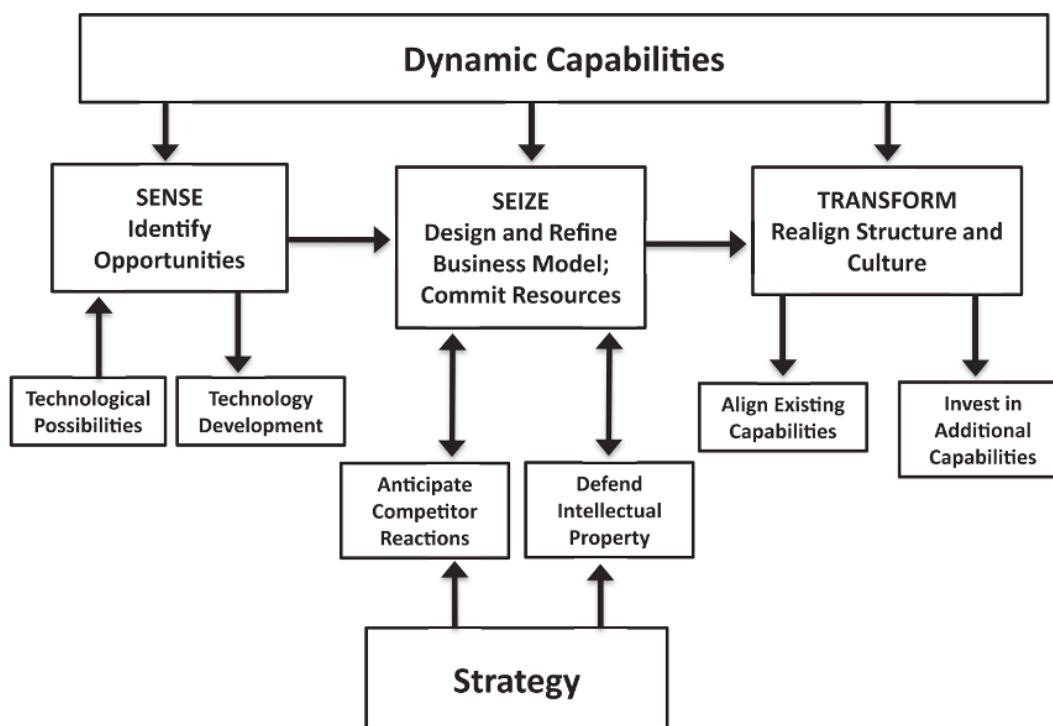 Dynamic Capabilities
SENSE
Identify
Opportunities
SEIZE
Design and Refine
Business Model;
Commit Resources
TRANSFORM
Realign Structure and
Culture
Technological
Possibilities
Technology
Development
Align Existing
Capabilities
Invest in
Additional
Capabilities
Anticipate
Competitor
Reactions
Defend
Intellectual
Property
Strategy